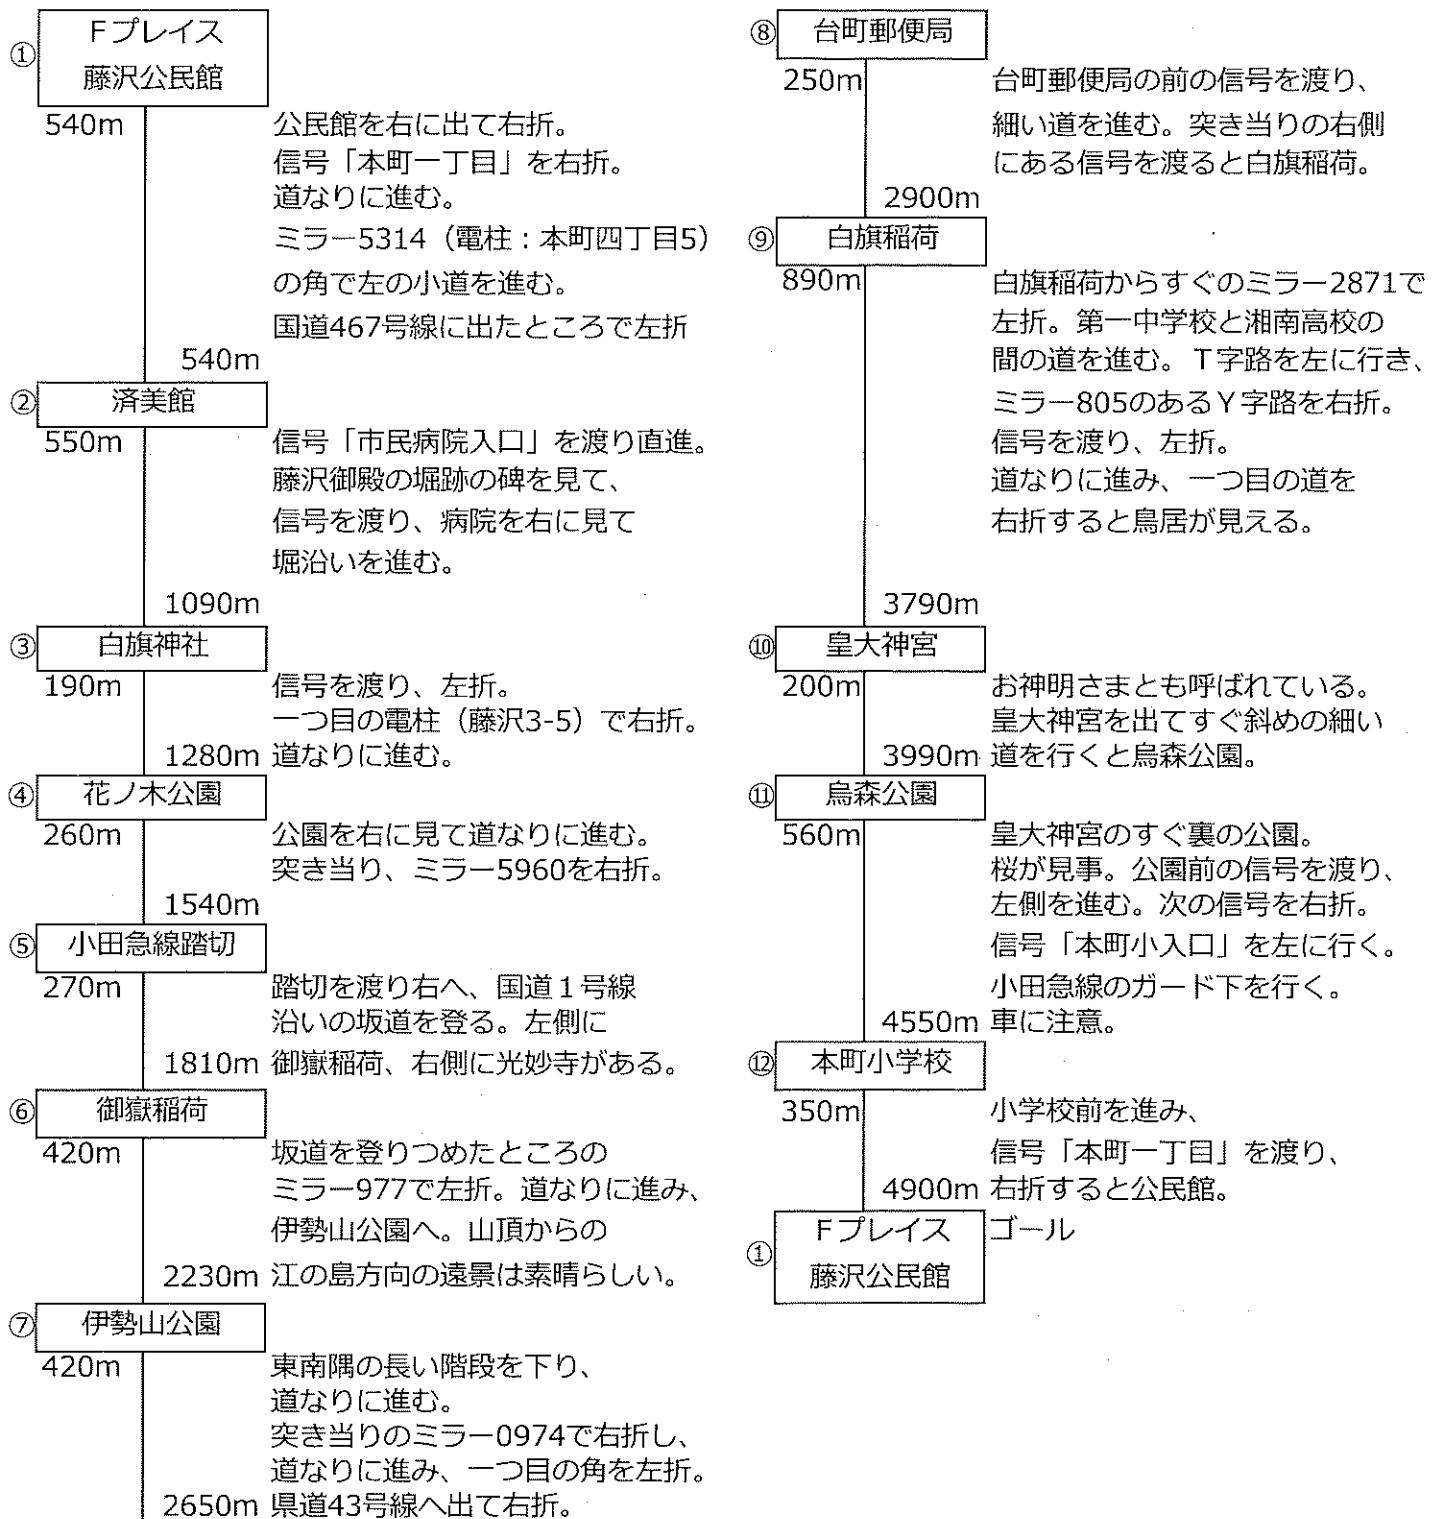 ①
Ｆプレイス
藤沢公民館
540m
公民館を右に出て右折。
信号「本町一丁目」を右折。
道なりに進む。
ミラー5314（電柱：本町四丁目5）
の角で左の小道を進む。
国道467号線に出たところで左折
540m
②
済美館
550m
信号「市民病院入口」を渡り直進。
藤沢御殿の堀跡の碑を見て、
信号を渡り、病院を右に見て
堀沿いを進む。
1090m
③
白旗神社
190m
信号を渡り、左折。
一つ目の電柱（藤沢3-5）で右折。
1280m 道なりに進む。
④
花ノ木公園
260m
公園を右に見て道なりに進む。
突き当り、ミラー5960を右折。
1540m
⑤
小田急線踏切
270m
踏切を渡り右へ、国道１号線
沿いの坂道を登る。左側に
1810m 御嶽稲荷、右側に光妙寺がある。
⑥
御嶽稲荷
420m
坂道を登りつめたところの
ミラー977で左折。道なりに進み、
伊勢山公園へ。山頂からの
2230m 江の島方向の遠景は素晴らしい。
⑦
伊勢山公園
420m
東南隅の長い階段を下り、
道なりに進む。
突き当りのミラー0974で右折し、
道なりに進み、一つ目の角を左折。
2650m 県道43号線へ出て右折。
⑧
台町郵便局
250m
台町郵便局の前の信号を渡り、
細い道を進む。突き当りの右側
にある信号を渡ると白旗稲荷。
2900m
⑨
白旗稲荷
890m
白旗稲荷からすぐのミラー2871で
左折。第一中学校と湘南高校の
間の道を進む。Ｔ字路を左に行き、
ミラー805のあるＹ字路を右折。
信号を渡り、左折。
道なりに進み、一つ目の道を
右折すると鳥居が見える。
3790m
⑩
皇大神宮
200m
お神明さまとも呼ばれている。
皇大神宮を出てすぐ斜めの細い
3990m 道を行くと烏森公園。
⑪
烏森公園
560m
皇大神宮のすぐ裏の公園。
桜が見事。公園前の信号を渡り、
左側を進む。次の信号を右折。
信号「本町小入口」を左に行く。
小田急線のガード下を行く。
4550m 車に注意。
⑫
本町小学校
350m
小学校前を進み、
信号「本町一丁目」を渡り、
4900m 右折すると公民館。
①
Ｆプレイス
藤沢公民館
ゴール